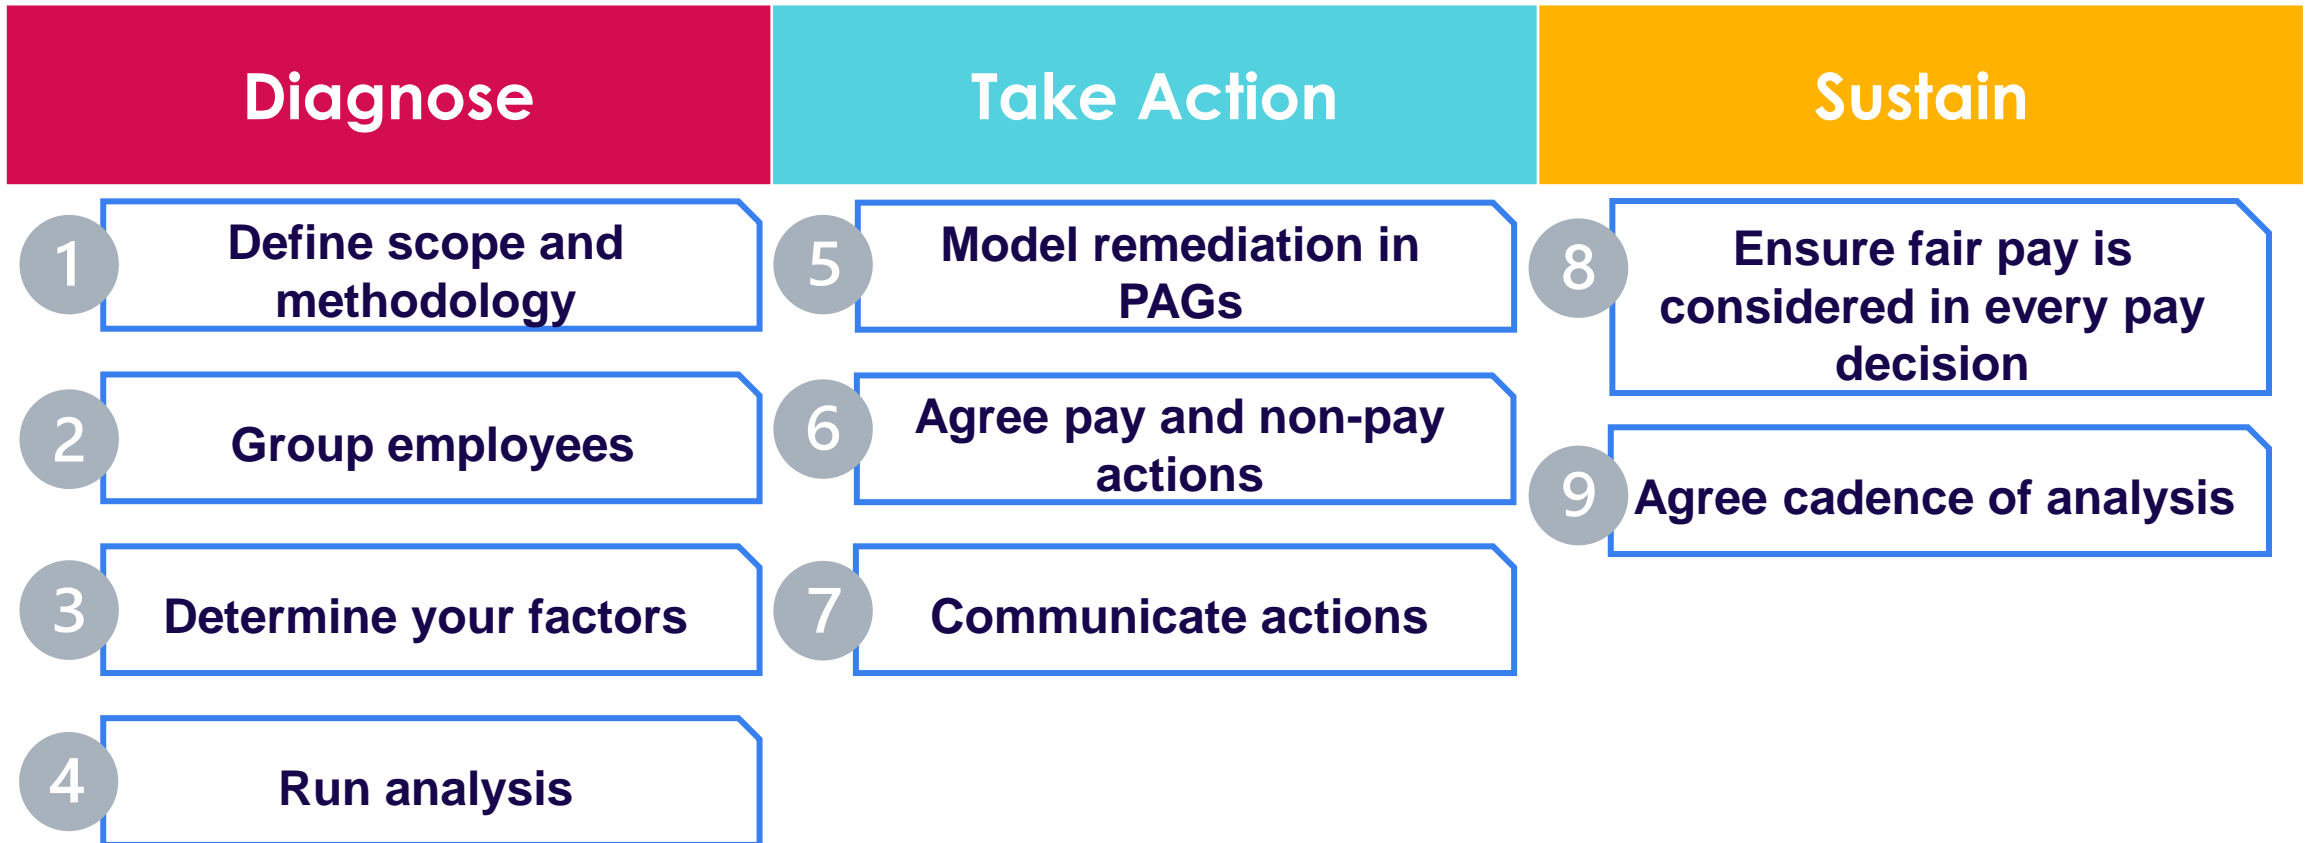 Diagnose
Take Action
Sustain
1
Define scope and
methodology
2
Group employees
3
Determine your factors
4
Run analysis
5
Model remediation in
PAGs
6
Agree pay and non-pay
actions
7
Communicate actions
8
Ensure fair pay is
considered in every pay
decision
9
Agree cadence of analysis